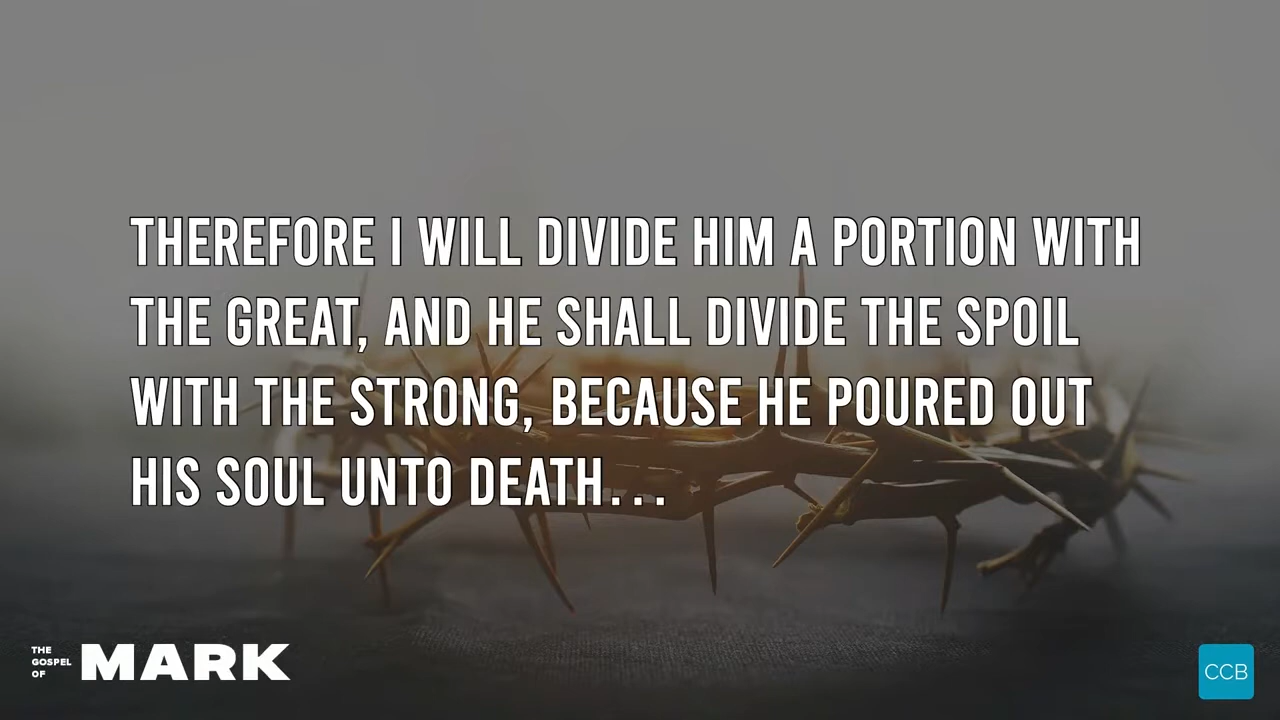 THEREFORE I WILL DIVIDE HIM A PORTION WITH
THE GREAT, AND HE SHALL DIVIDE THE SPOIL
WITH THE STRONG, BECAUSE HE POURED OUT
HIS SOUL UNTO DEATH...
THE
GOSPEL
OF
MARK
CCB